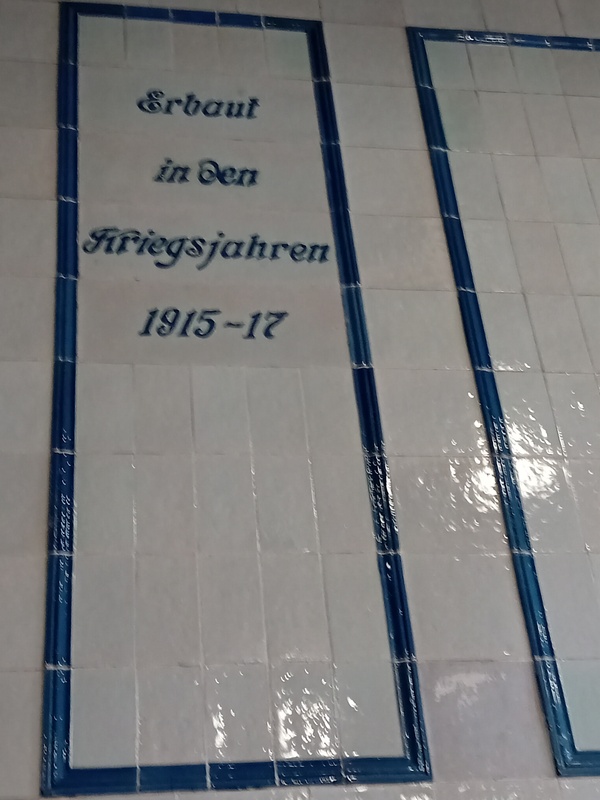 Erbaut
in den
Kriegsjahren
1915-17